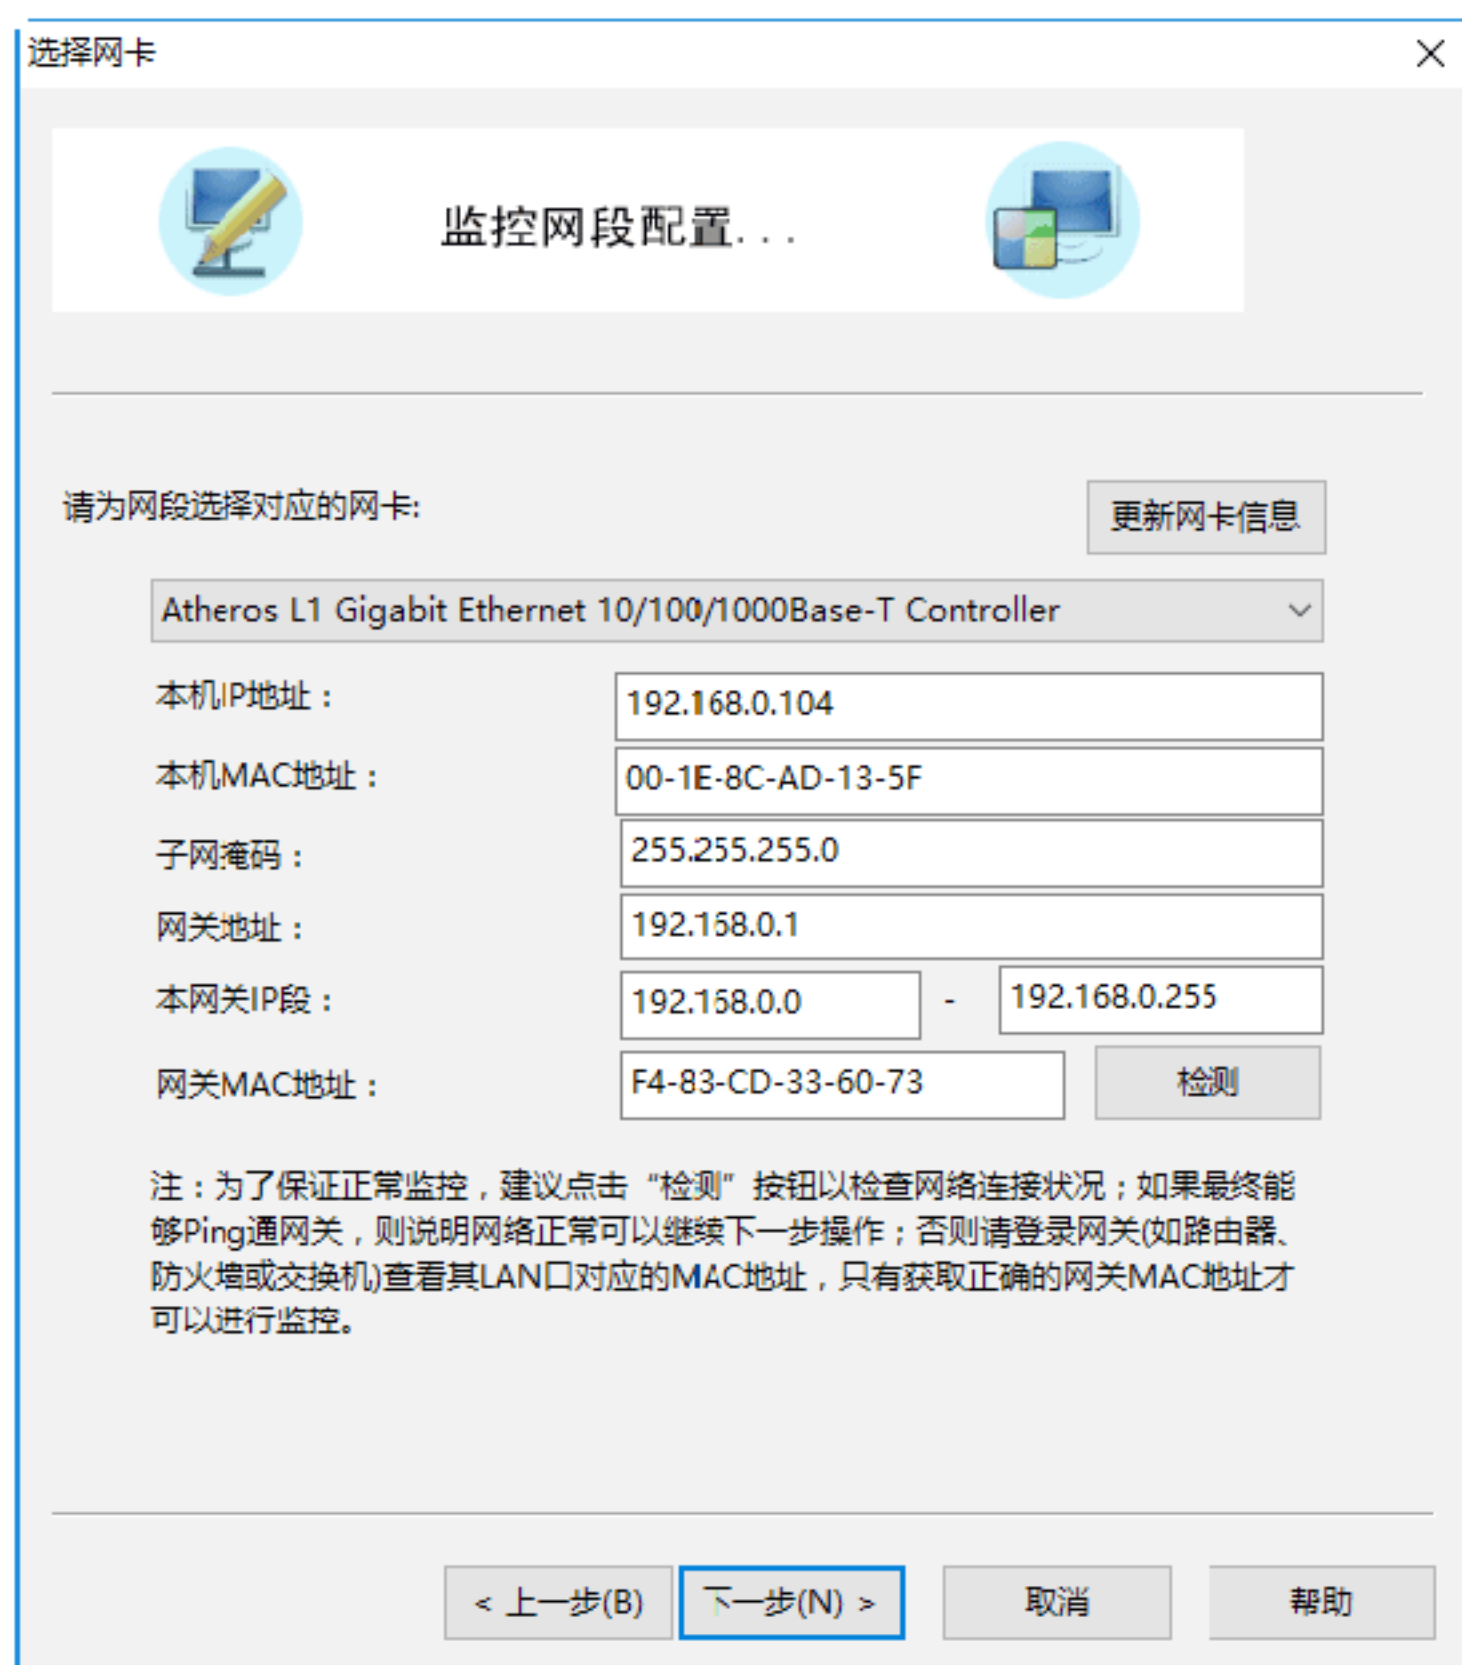 选择网卡
监控网段配置...
请为网段选择对应的网卡:
更新网卡信息
Atheros L1 Gigabit Ethernet 10/100/1000Base-T Controller
本机IP地址：
192.168.0.104
本机MAC地址：
00-1E-8C-AD-13-5F
子网掩码：
255.255.255.0
网关地址：
192.168.0.1
本网关IP段：
192.168.0.0 - 192.168.0.255
网关MAC地址：
F4-83-CD-33-60-73
检测
注：为了保证正常监控，建议点击“检测”按钮以检查网络连接状况；如果最终能
够Ping通网关，则说明网络正常可以继续下一步操作；否则请登录网关(如路由器、
防火墙或交换机)查看其LAN口对应的MAC地址，只有获取正确的网关MAC地址才
可以进行监控。
< 上一步(B)
下一步(N) >
取消
帮助